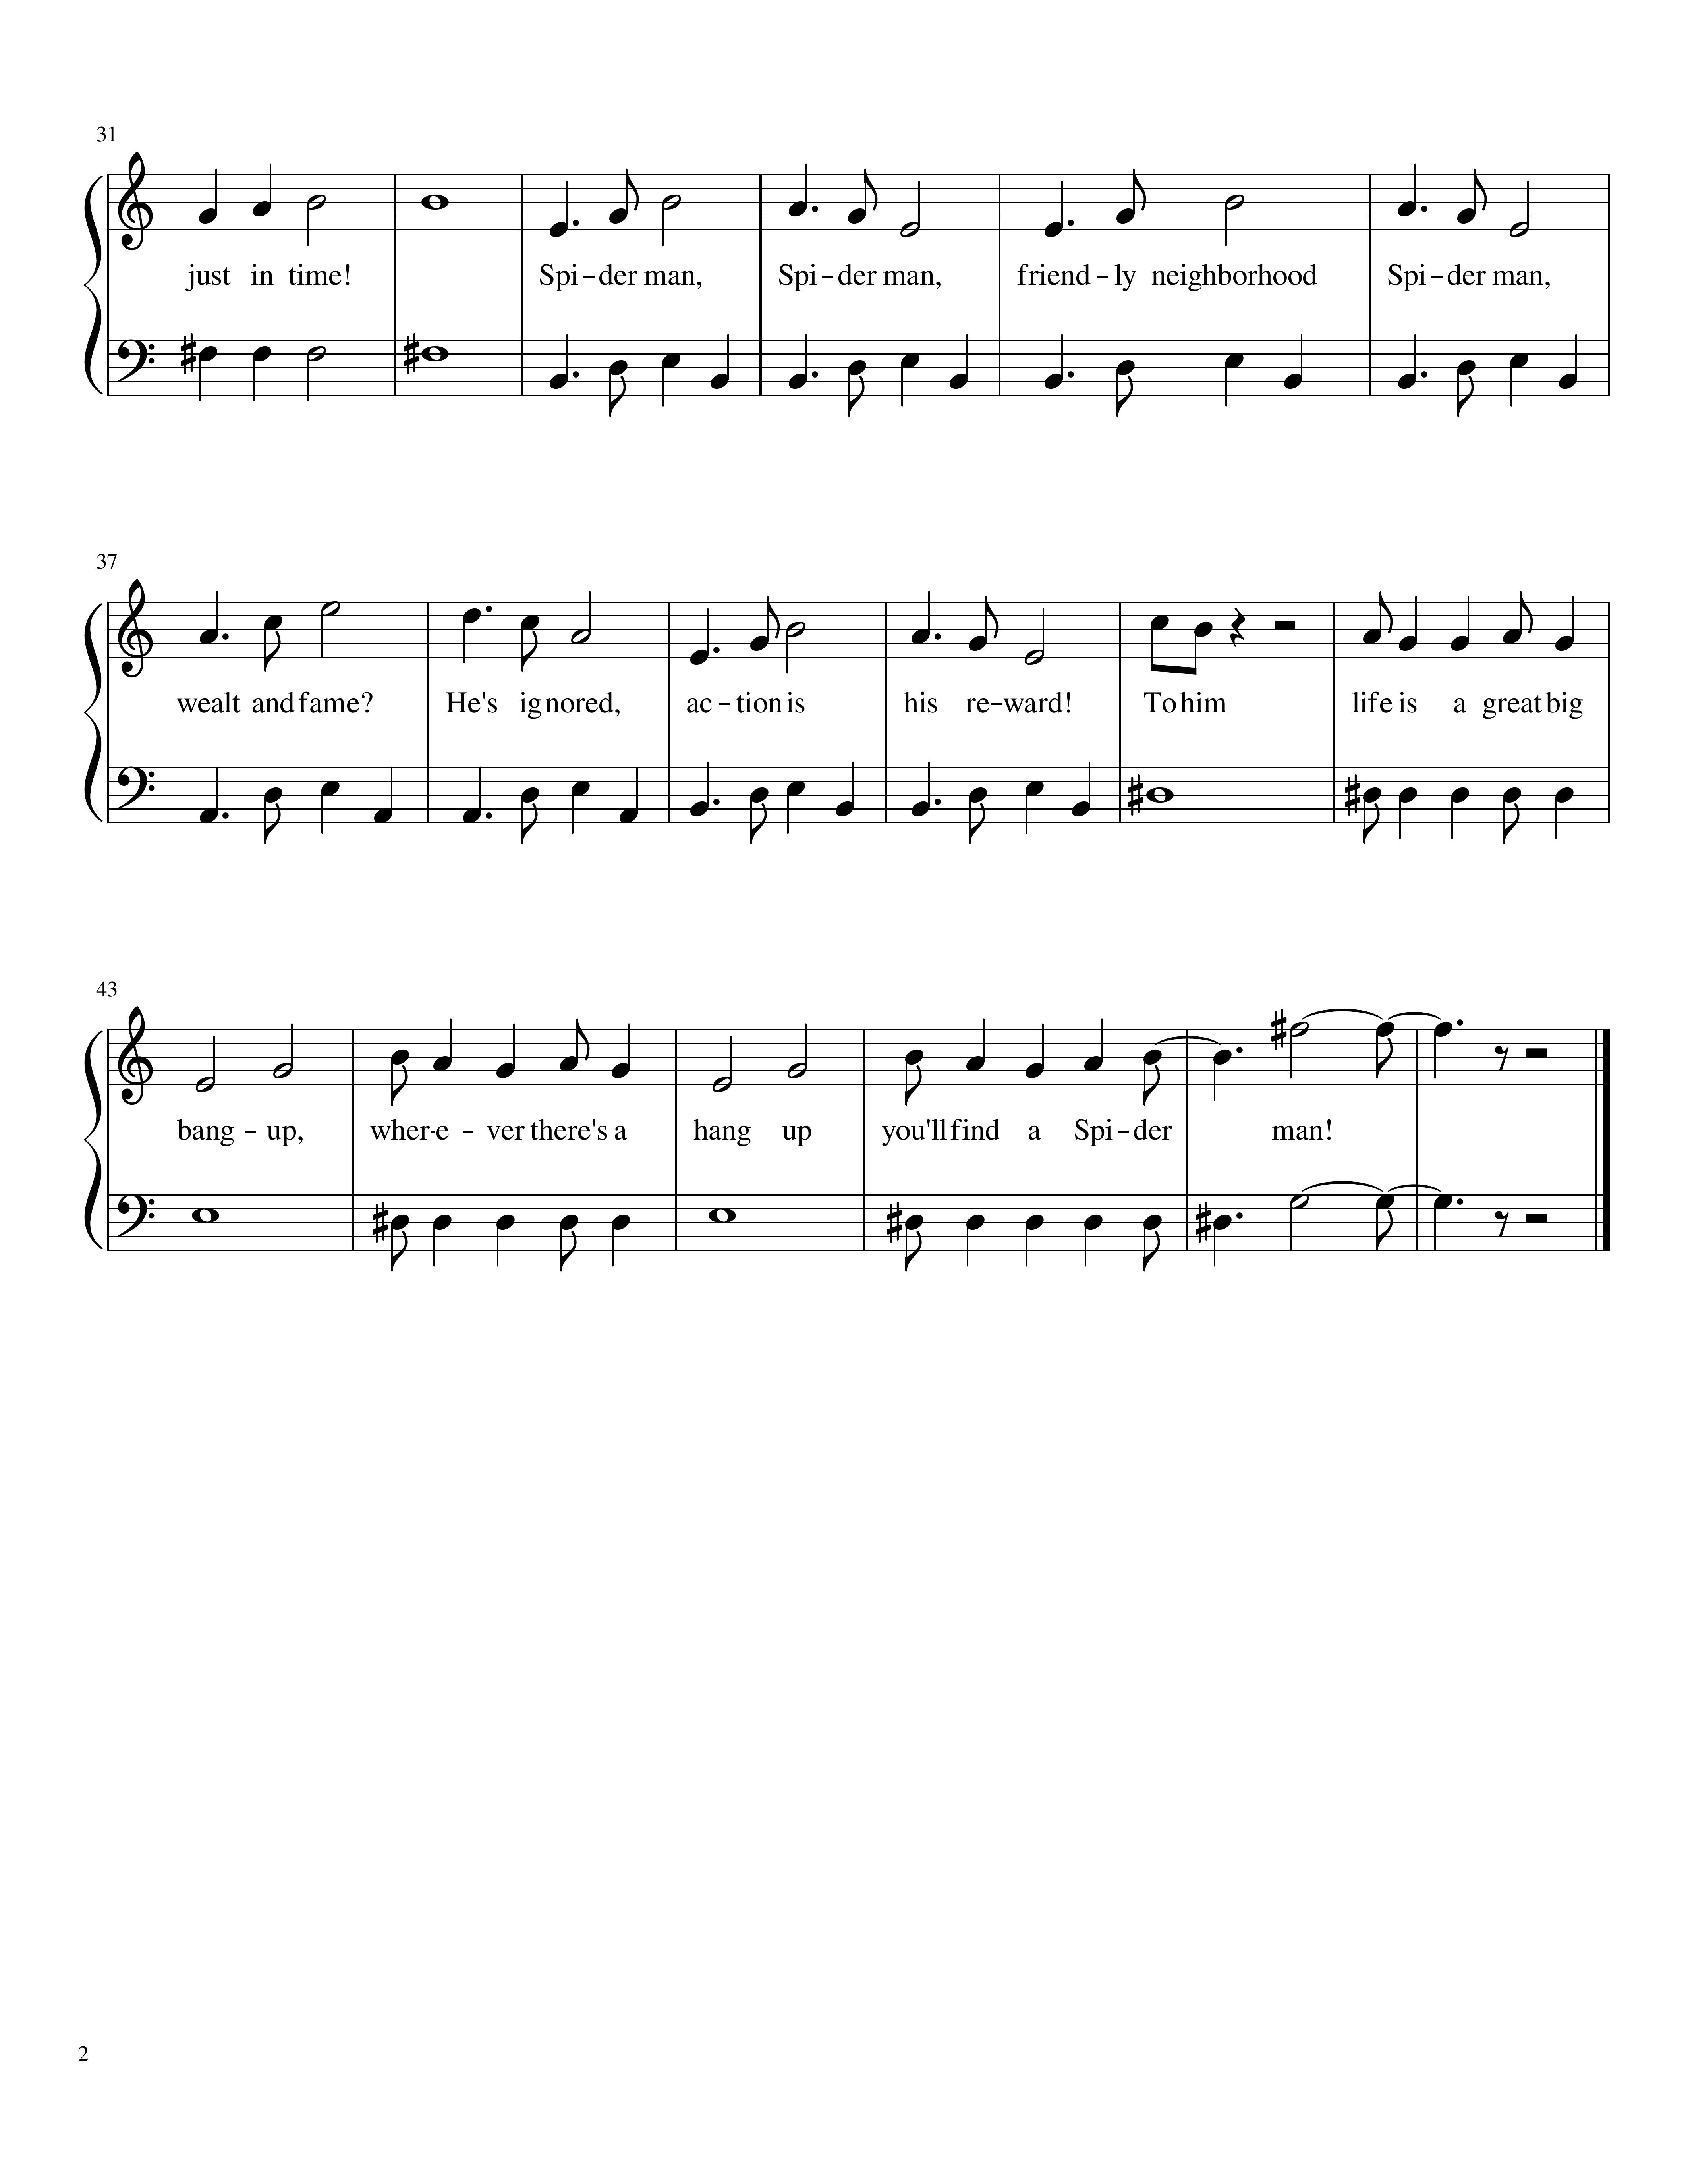 31
just in time! Spi - der man, Spi - der man, friend - ly neighborhood Spi - der man,
37
wealt and fame? He's ig nored, ac - tion is his re - ward! To him life is a great big
43
bang - up, wher - e - ver there's a hang up you'll find a Spi - der man!
2